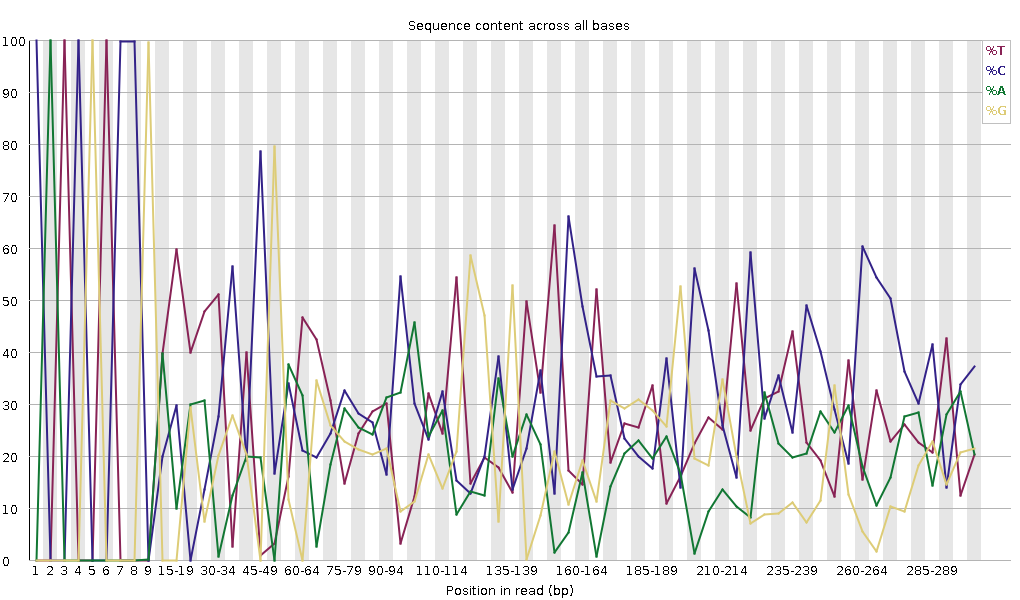 Sequence content across all bases
100
90
80
70
60
50
40
30
20
10
0
%T
%C
%A
%G
1 2 3 4 5 6 7 8 9 15-19 30-34 45-49 60-64 75-79 90-94 110-114 135-139 160-164 185-189 210-214 235-239 260-264 285-289
Position in read (bp)